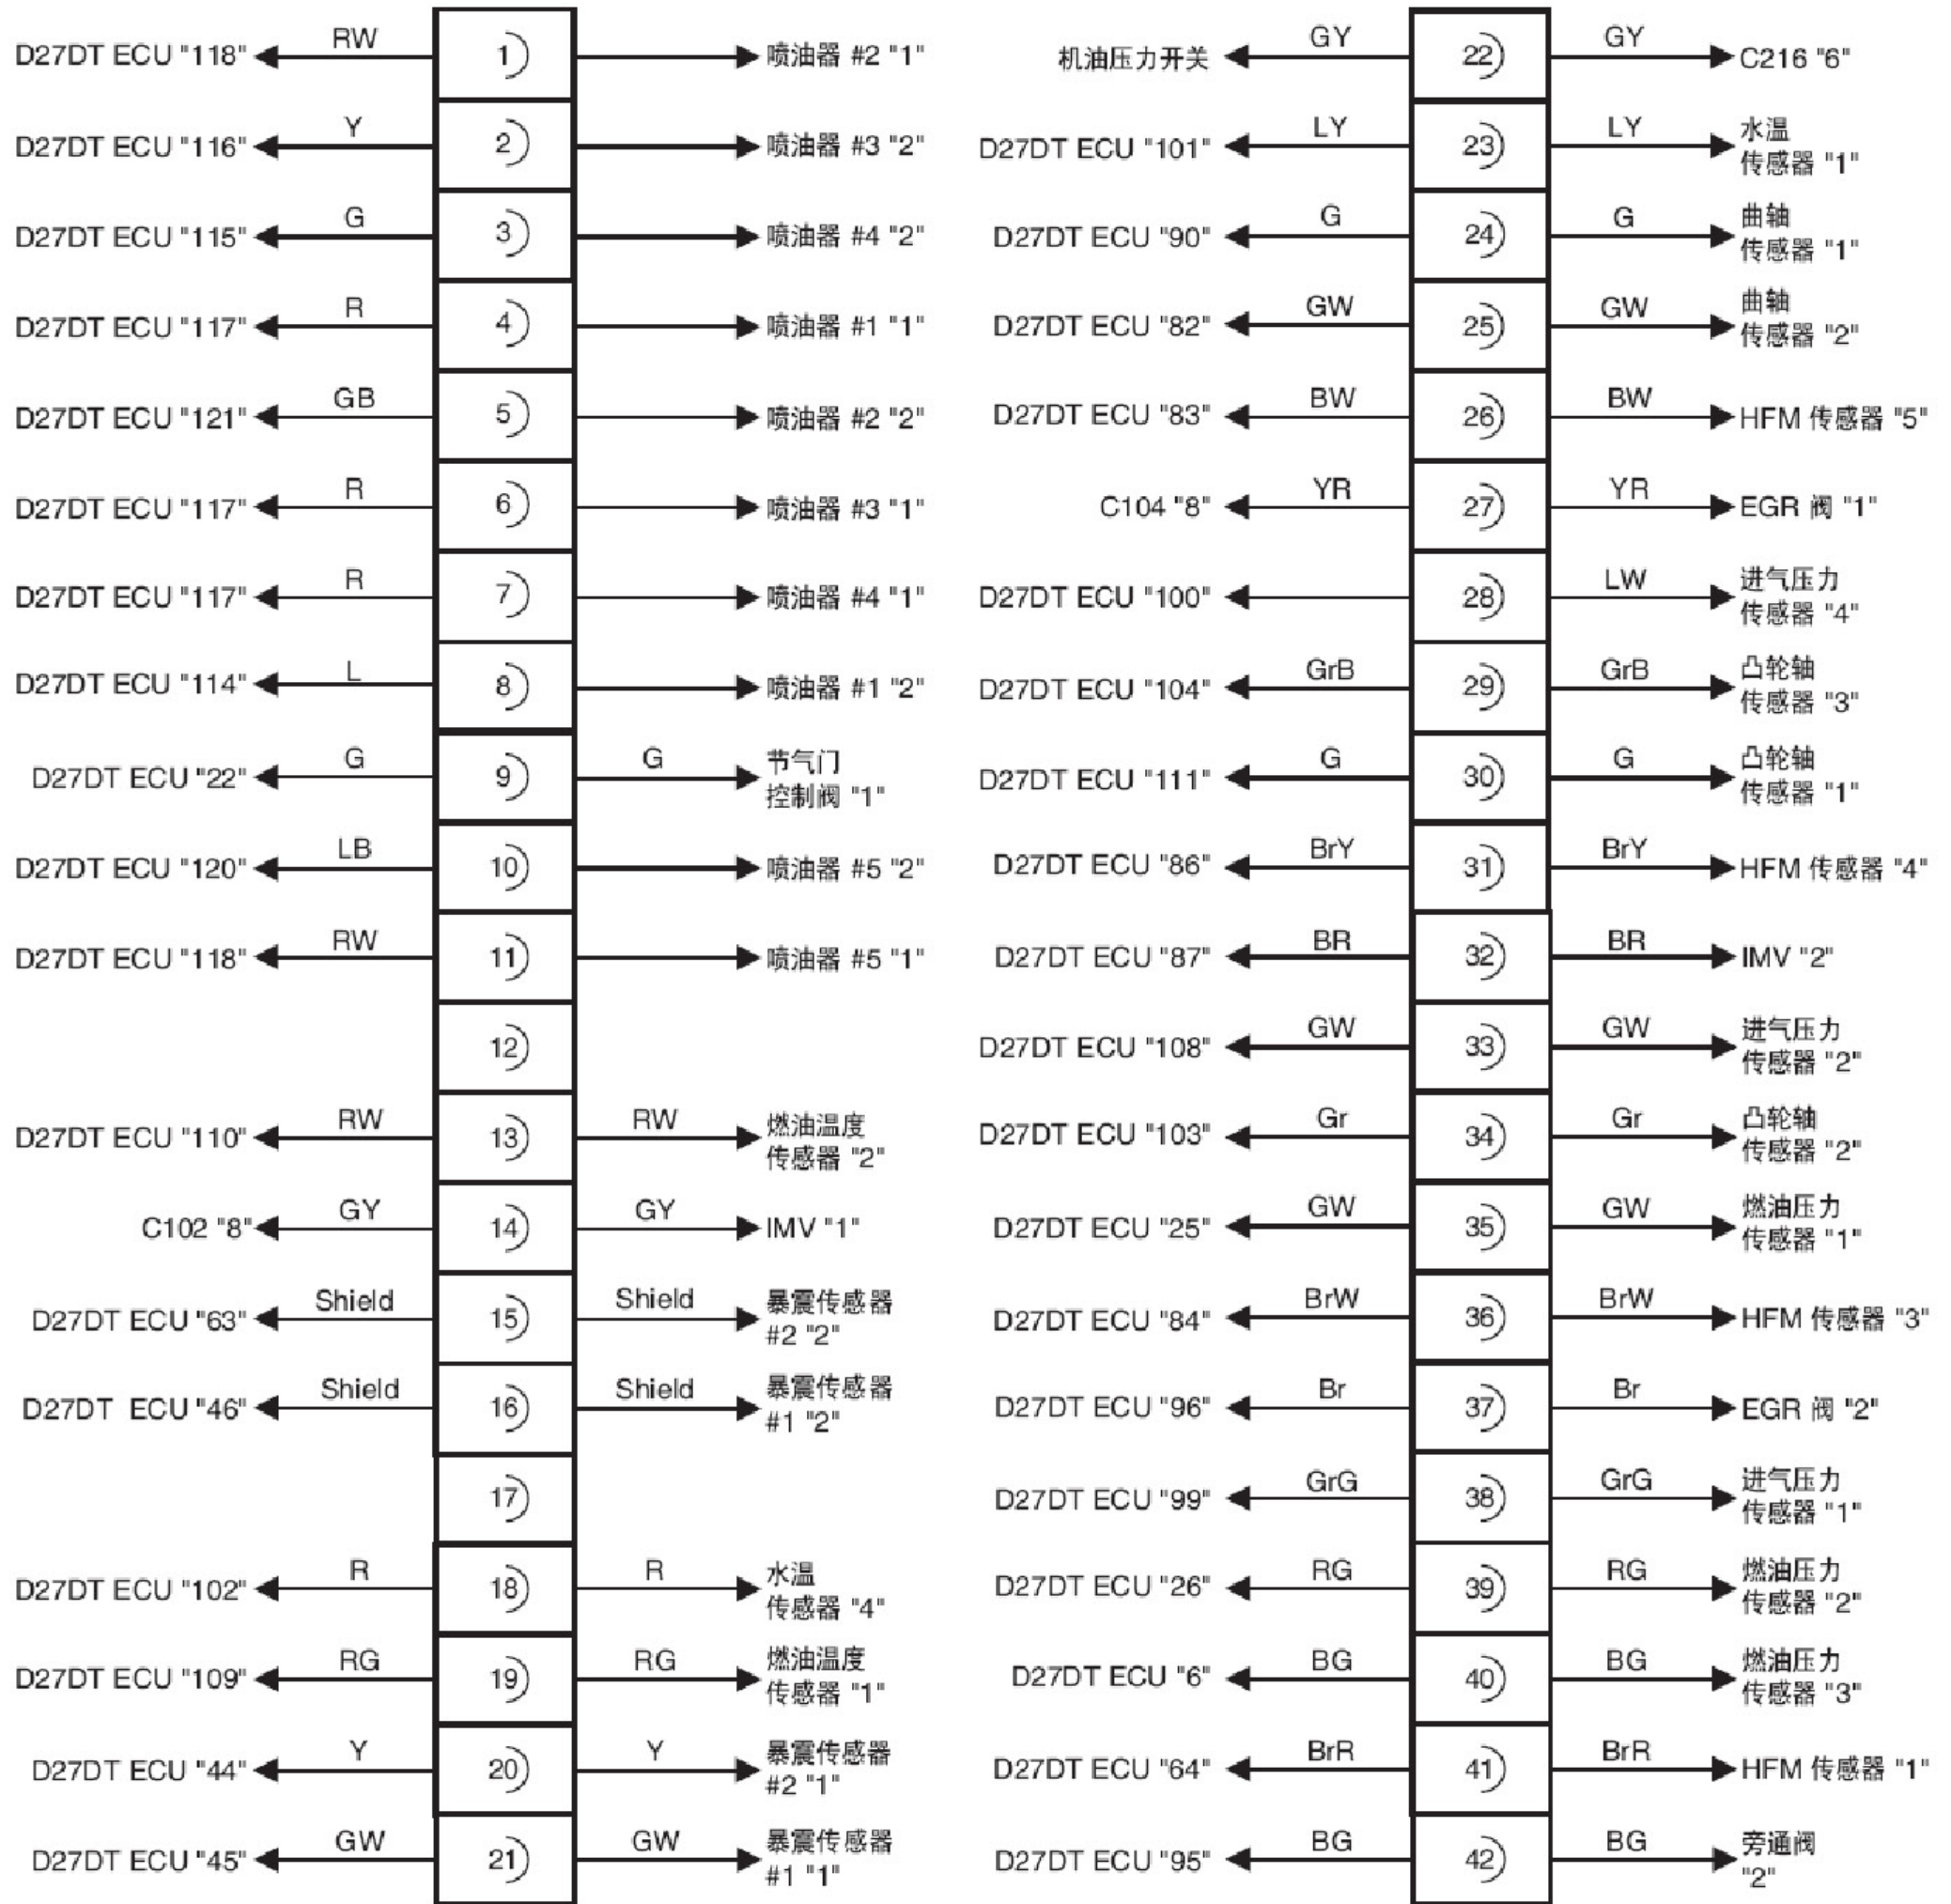 D27DT ECU "118" RW 1 喷油器 #2 "1"
D27DT ECU "116" Y 2 喷油器 #3 "2"
D27DT ECU "115" G 3 喷油器 #4 "2"
D27DT ECU "117" R 4 喷油器 #1 "1"
D27DT ECU "121" GB 5 喷油器 #2 "2"
D27DT ECU "117" R 6 喷油器 #3 "1"
D27DT ECU "117" R 7 喷油器 #4 "1"
D27DT ECU "114" L 8 喷油器 #1 "2"
D27DT ECU "22" G 9 G 节气门
控制阀 "1"
D27DT ECU "120" LB 10 喷油器 #5 "2"
D27DT ECU "118" RW 11 喷油器 #5 "1"
12
D27DT ECU "110" RW 13 RW 燃油温度
传感器 "2"
C102 "8" GY 14 GY IMV "1"
D27DT ECU "63" Shield 15 Shield 暴震传感器
#2 "2"
D27DT ECU "46" Shield 16 Shield 暴震传感器
#1 "2"
17
D27DT ECU "102" R 18 R 水温
传感器 "4"
D27DT ECU "109" RG 19 RG 燃油温度
传感器 "1"
D27DT ECU "44" Y 20 Y 暴震传感器
#2 "1"
D27DT ECU "45" GW 21 GW 暴震传感器
#1 "1"
机油压力开关 GY 22 GY C216 "6"
D27DT ECU "101" LY 23 LY 水温
传感器 "1"
D27DT ECU "90" G 24 G 曲轴
传感器 "1"
D27DT ECU "82" GW 25 GW 曲轴
传感器 "2"
D27DT ECU "83" BW 26 BW HFM 传感器 "5"
C104 "8" YR 27 YR EGR 阀 "1"
D27DT ECU "100" 28 LW 进气压力
传感器 "4"
D27DT ECU "104" GrB 29 GrB 凸轮轴
传感器 "3"
D27DT ECU "111" G 30 G 凸轮轴
传感器 "1"
D27DT ECU "86" BrY 31 BrY HFM 传感器 "4"
D27DT ECU "87" BR 32 BR IMV "2"
D27DT ECU "108" GW 33 GW 进气压力
传感器 "2"
D27DT ECU "103" Gr 34 Gr 凸轮轴
传感器 "2"
D27DT ECU "25" GW 35 GW 燃油压力
传感器 "1"
D27DT ECU "84" BrW 36 BrW HFM 传感器 "3"
D27DT ECU "96" Br 37 Br EGR 阀 "2"
D27DT ECU "99" GrG 38 GrG 进气压力
传感器 "1"
D27DT ECU "26" RG 39 RG 燃油压力
传感器 "2"
D27DT ECU "6" BG 40 BG 燃油压力
传感器 "3"
D27DT ECU "64" BrR 41 BrR HFM 传感器 "1"
D27DT ECU "95" BG 42 BG 旁通阀
"2"